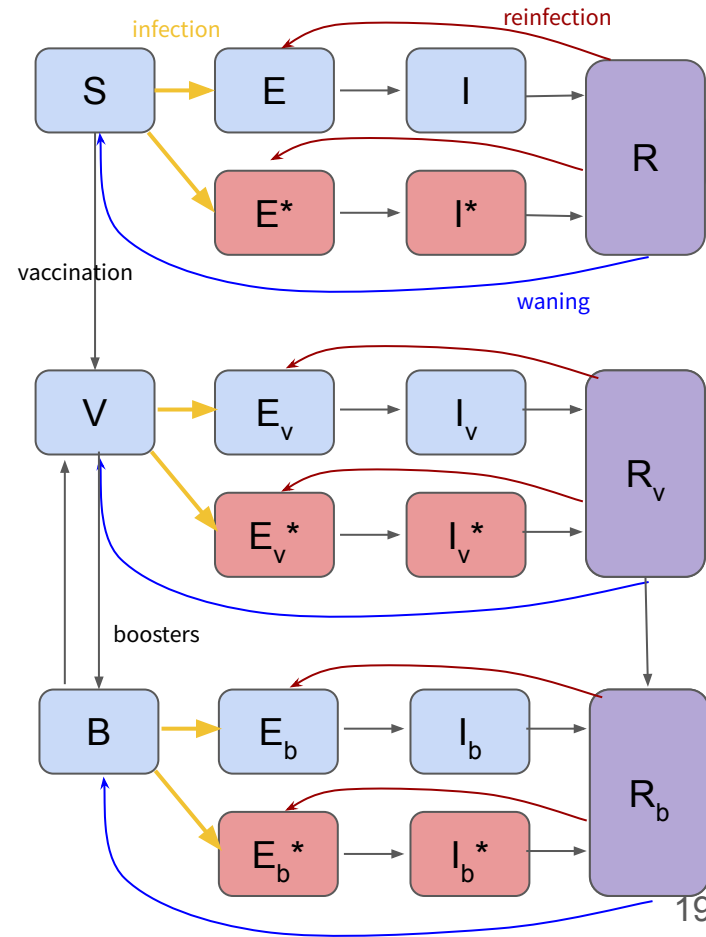 reinfection
infection
S
E
I
R
E*
I*
vaccination
waning
V
Ev
Iv
Rv
Ev*
Iv*
boosters
B
Eb
Ib
Rb
Eb*
Ib*
19